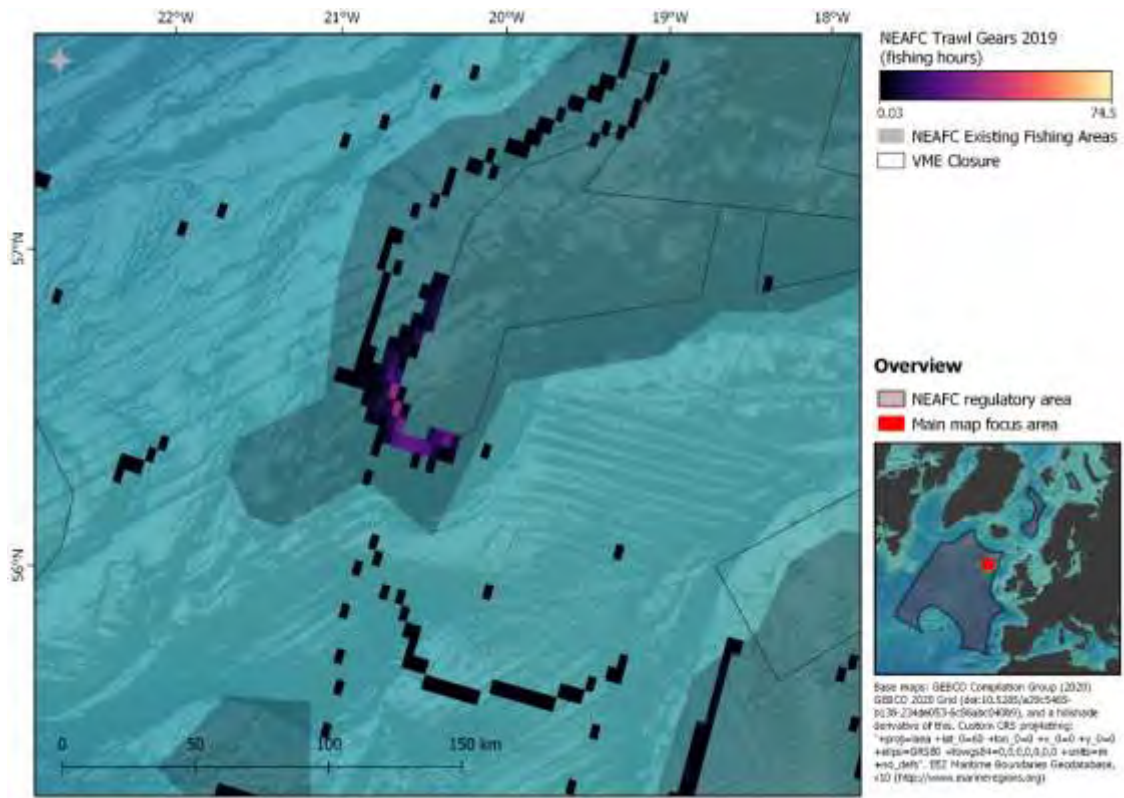 22°W 21°W 20°W 19°W 18°W
NEAFC Trawl Gears 2019
(fishing hours)
0.03 74.5
NEAFC Existing Fishing Areas
VME Closure
57°N
56°N
0 50 100 150 km
Overview
NEAFC regulatory area
Main map focus area
Base maps: GEBCO Compilation Group (2020)
GEBCO 2020 Grid
and a hillshade
derivative of this. Custom CRS
+no_defs". EEZ Maritime Boundaries Geodatabase,
v10 (http://www.marineregions.org)